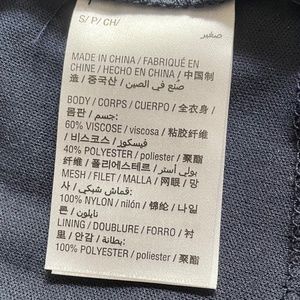 S/ P/ CH/
صغير
MADE IN CHINA / FABRIQUÉ EN
CHINE / HECHO EN CHINA / 中国制
造 / صنع في الصين
BODY / CORPS / CUERPO / 全衣身 /
몸판 / جسم:
60% VISCOSE / viscosa / 粘胶纤维
/ 비스코스 / فيسكوز
40% POLYESTER / poliester / 聚酯
纤维 / 폴리에스테르 / بولي أستر
MESH / FILET / MALLA / 网眼 / 망
사 / قماش شبكي:
100% NYLON / nilón / 锦纶 / 나일
론 / نايلون
LINING / DOUBLURE / FORRO / 衬
里 / 안감 / بطانة:
100% POLYESTER / poliester / 聚酯